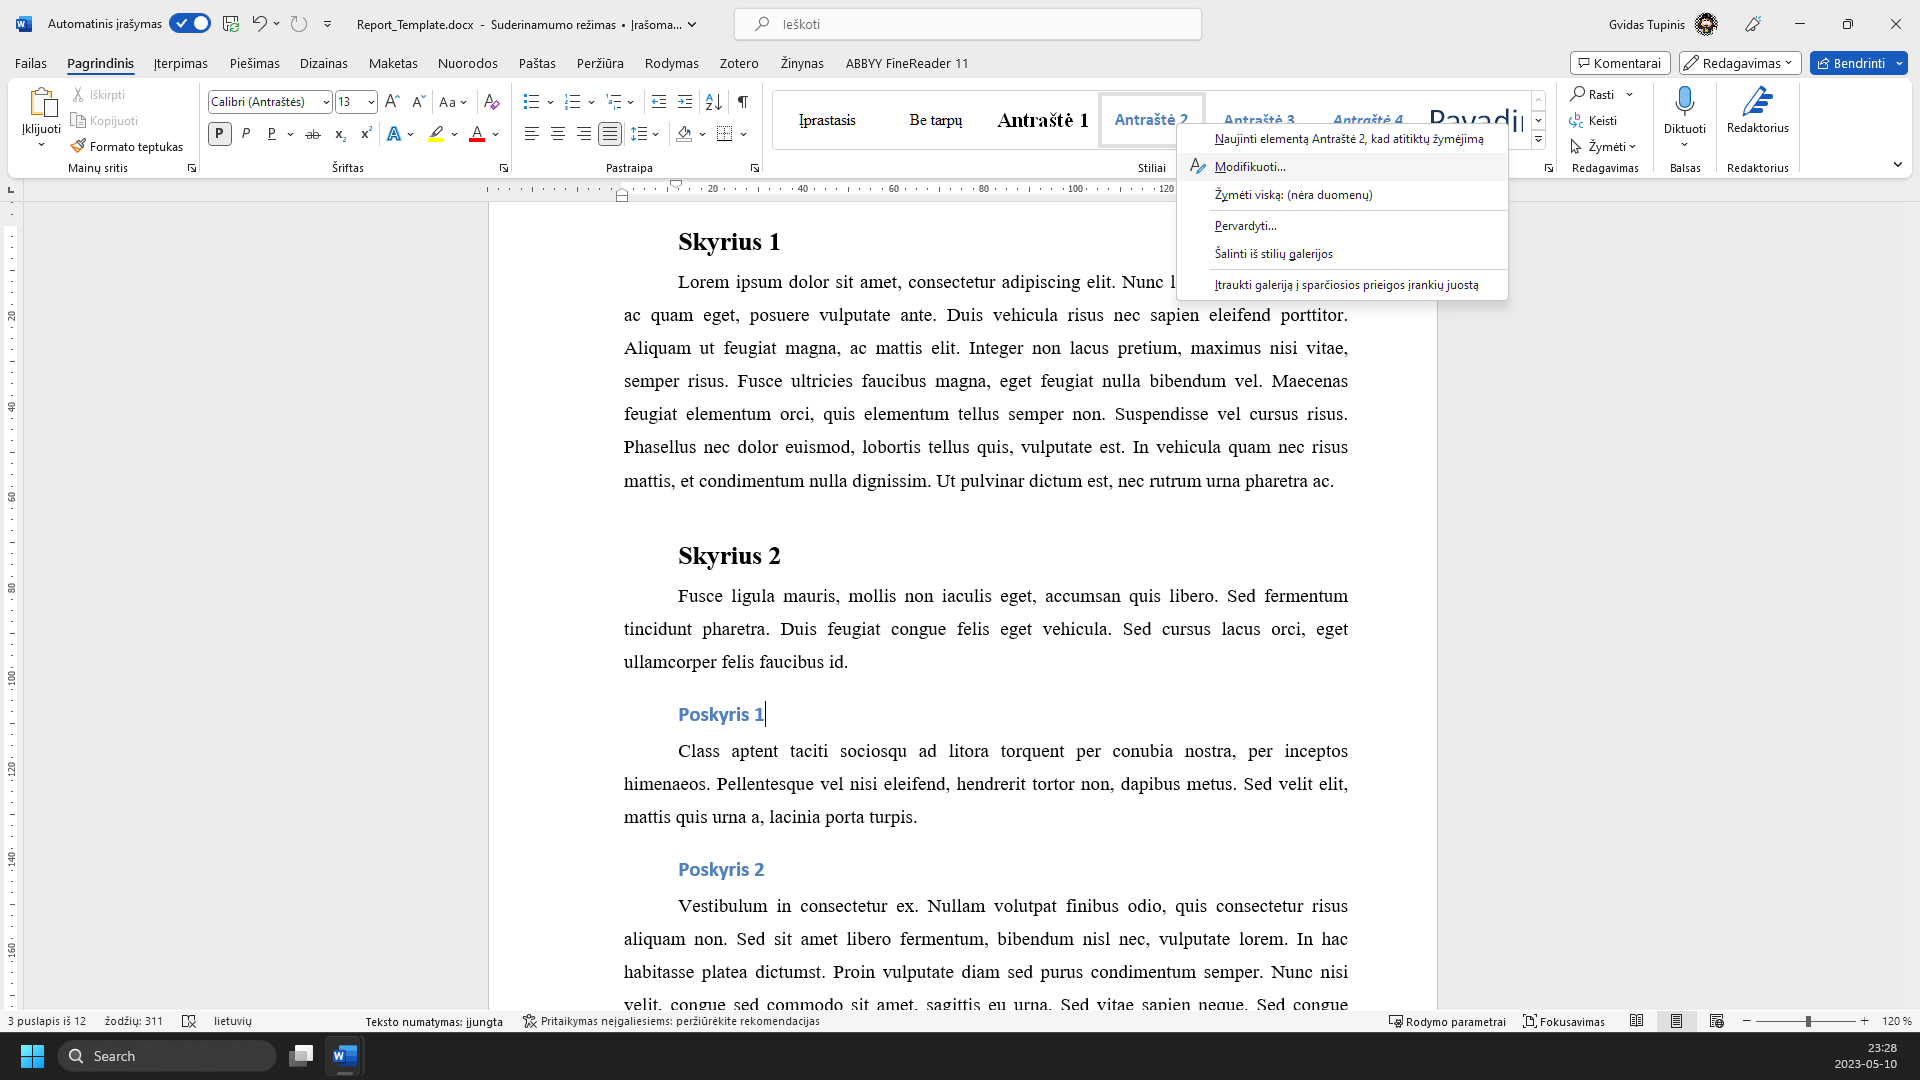 Automatinis įrašymas
Report_Template.docx - Suderinamumo režimas • Įrašoma...
Ieškoti
Gvidas Tupinis
Failas Pagrindinis Įterpimas Piešimas Dizainas Maketas Nuorodos Paštas Peržiūra Rodymas Zotero Žinynas ABBYY FineReader 11
Komentarai Redagavimas Bendrinti
Įklijuoti
Iškirpti
Kopijuoti
Formato teptukas
Mainų sritis
Calibri (Antraštės) 13
Šriftas
Pastraipa
Įprastasis Be tarpų Antraštė 1 Antraštė 2 Antraštė 3 Antraštė 4
Stiliai
Rasti
Keisti
Žymėti
Redagavimas
Diktuoti
Balsas
Redaktorius
Redaktorius
Naujinti elementą Antraštė 2, kad atitiktų žymėjimą
Modifikuoti...
Žymėti viską: (nėra duomenų)
Pervardyti...
Šalinti iš stilių galerijos
Įtraukti galeriją į sparčiosios prieigos įrankių juostą
20 40 60 80 100 120
20
40
60
80
100
120
140
160
Skyrius 1
Lorem ipsum dolor sit amet, consectetur adipiscing elit. Nunc
ac quam eget, posuere vulputate ante. Duis vehicula risus nec sapien eleifend porttitor.
Aliquam ut feugiat magna, ac mattis elit. Integer non lacus pretium, maximus nisi vitae,
semper risus. Fusce ultricies faucibus magna, eget feugiat nulla bibendum vel. Maecenas
feugiat elementum orci, quis elementum tellus semper non. Suspendisse vel cursus risus.
Phasellus nec dolor euismod, lobortis tellus quis, vulputate est. In vehicula quam nec risus
mattis, et condimentum nulla dignissim. Ut pulvinar dictum est, nec rutrum urna pharetra ac.
Skyrius 2
Fusce ligula mauris, mollis non iaculis eget, accumsan quis libero. Sed fermentum
tincidunt pharetra. Duis feugiat congue felis eget vehicula. Sed cursus lacus orci, eget
ullamcorper felis faucibus id.
Poskyris 1
Class aptent taciti sociosqu ad litora torquent per conubia nostra, per inceptos
himenaeos. Pellentesque vel nisi eleifend, hendrerit tortor non, dapibus metus. Sed velit elit,
mattis quis urna a, lacinia porta turpis.
Poskyris 2
Vestibulum in consectetur ex. Nullam volutpat finibus odio, quis consectetur risus
aliquam non. Sed sit amet libero fermentum, bibendum nisl nec, vulputate lorem. In hac
habitasse platea dictumst. Proin vulputate diam sed purus condimentum semper. Nunc nisi
velit, congue sed commodo sit amet, sagittis eu urna. Sed vitae sapien neque. Sed congue
3 puslapis iš 12 žodžių: 311 lietuvių Teksto numatymas: įjungta Pritaikymas neįgaliesiems: peržiūrėkite rekomendacijas
Rodymo parametrai Fokusavimas 120 %
Search
23:28
2023-05-10